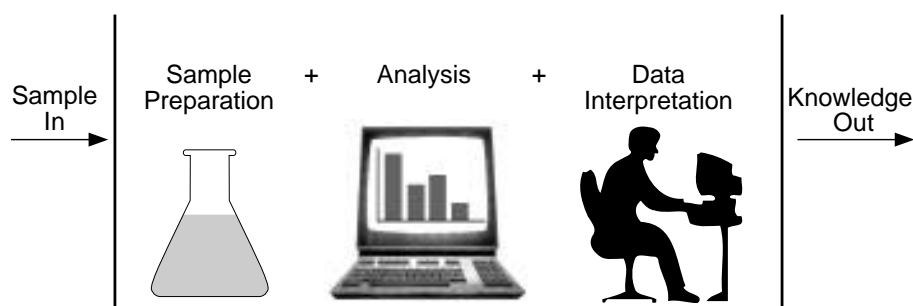 Sample
In
Sample
Preparation
+
Analysis
+
Data
Interpretation
Knowledge
Out